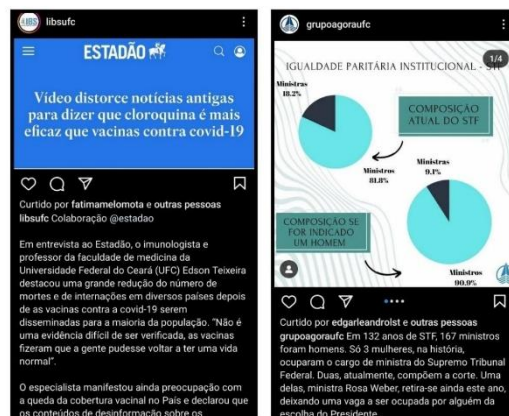 libsufc
LIBS
ESTADÃO
Vídeo distorce notícias antigas
para dizer que cloroquina é mais
eficaz que vacinas contra covid-19
Curtido por fatimamelomota e outras pessoas
libsufc Colaboração @estadao
Em entrevista ao Estadão, o imunologista e
professor da faculdade de medicina da
Universidade Federal do Ceará (UFC) Edson Teixeira
destacou uma grande redução do número de
mortes e de internações em diversos países depois
de as vacinas contra a covid-19 serem
disseminadas para a maioria da população. "Não é
uma evidência difícil de ser verificada, as vacinas
fizeram que a gente pudesse voltar a ter uma vida
normal".
O especialista manifestou ainda preocupação com
a queda da cobertura vacinal no País e declarou que
os conteúdos de desinformação sobre os
grupoagoraufc
1/4
IGUALDADE PARITÁRIA INSTITUCIONAL - STF
Ministras
18.2%
COMPOSIÇÃO
ATUAL DO STF
Ministros
81.8%
Ministras
9.1%
COMPOSIÇÃO SE
FOR INDICADO
UM HOMEM
Ministros
90.9%
Curtido por edgarleandrolst e outras pessoas
grupoagoraufc Em 132 anos de STF, 167 ministros
foram homens. Só 3 mulheres, na história,
ocuparam o cargo de ministra do Supremo Tribunal
Federal. Duas, atualmente, compõem a corte. Uma
delas, ministra Rosa Weber, retira-se ainda este ano,
deixando uma vaga a ser ocupada por alguém da
escolha do Presidente